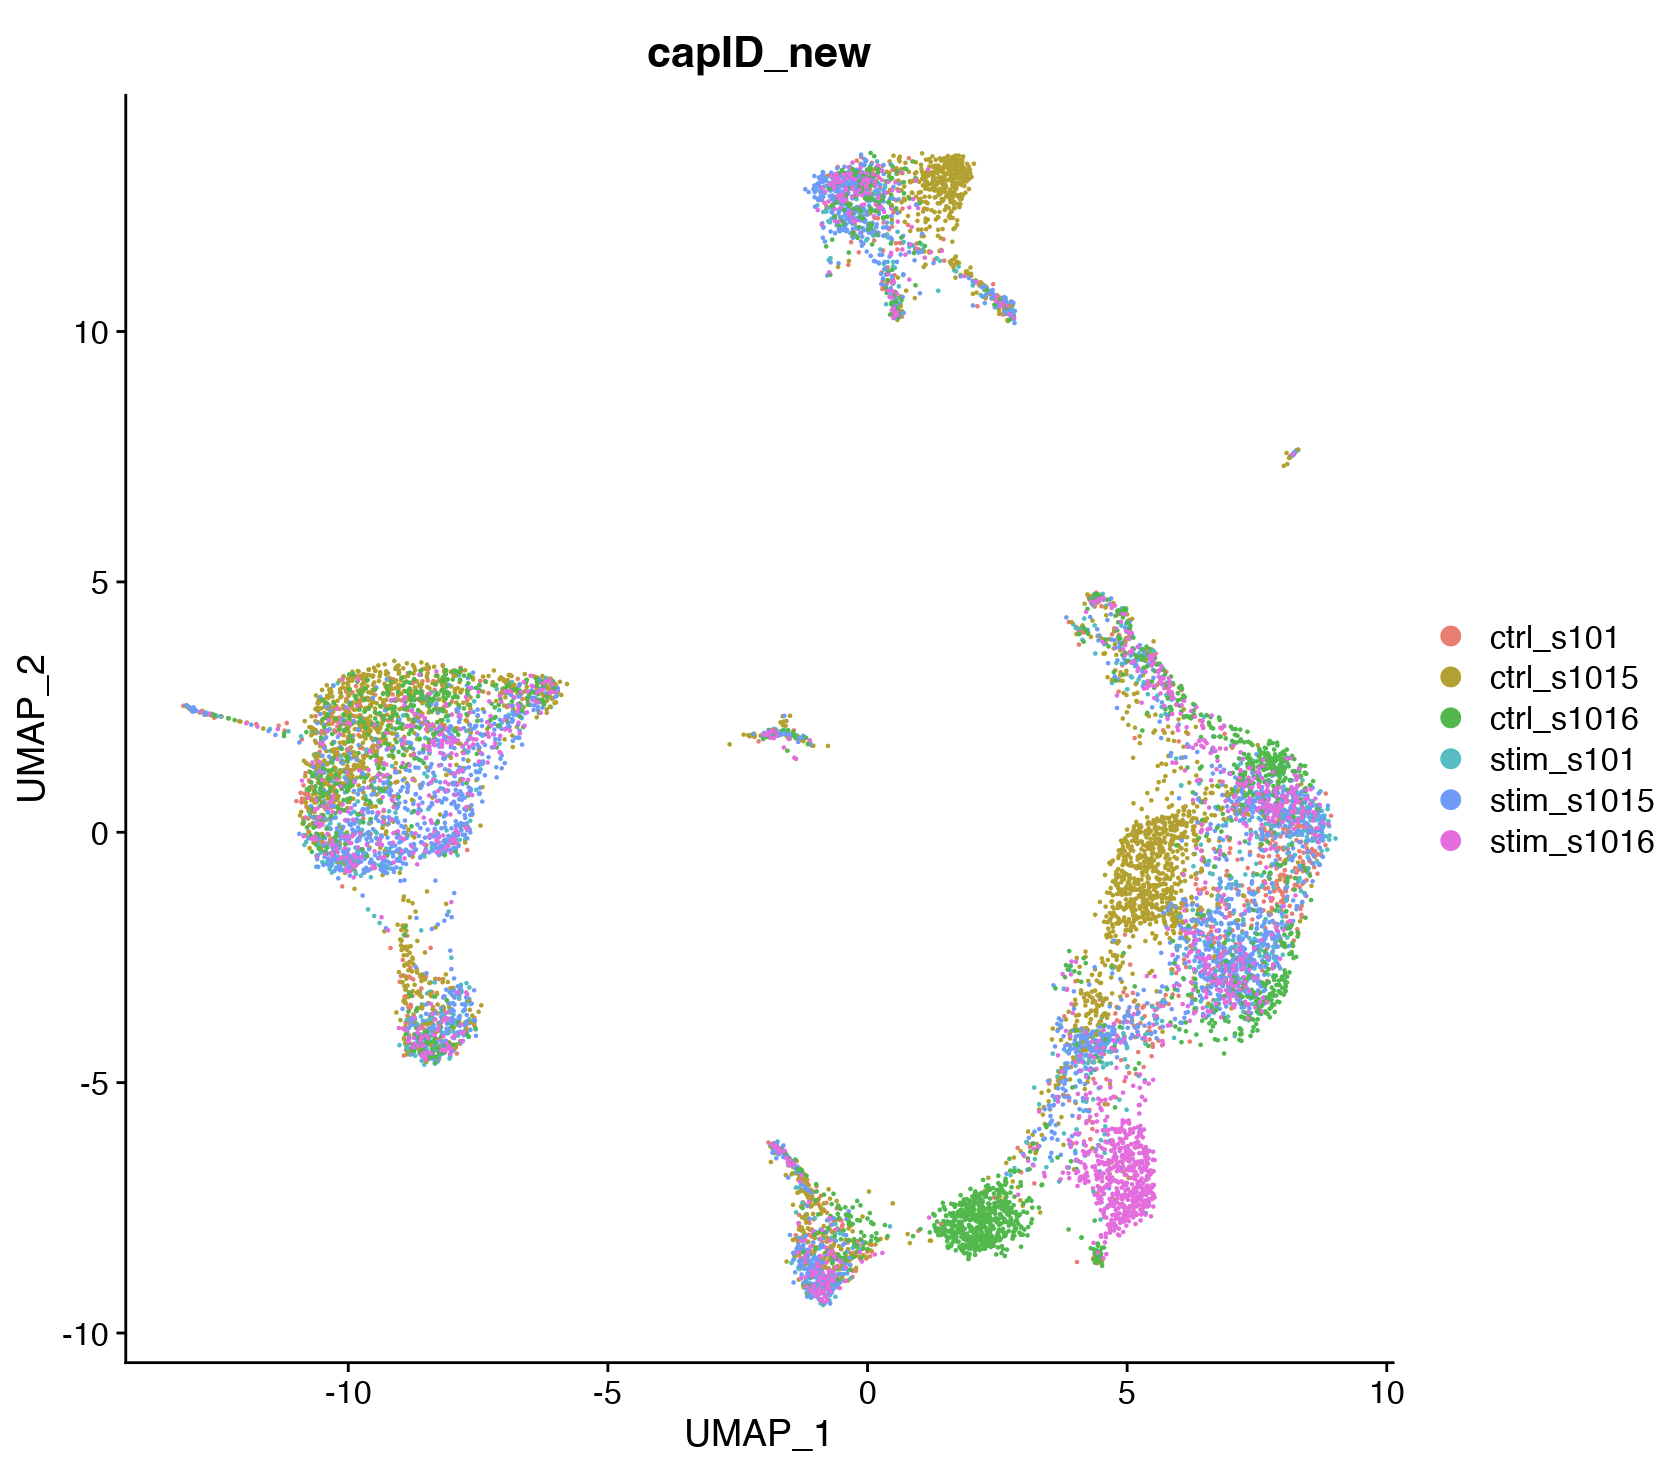 capID_new
UMAP_2
10
5
0
-5
-10
-10
-5
0
5
10
UMAP_1
ctrl_s101
ctrl_s1015
ctrl_s1016
stim_s101
stim_s1015
stim_s1016